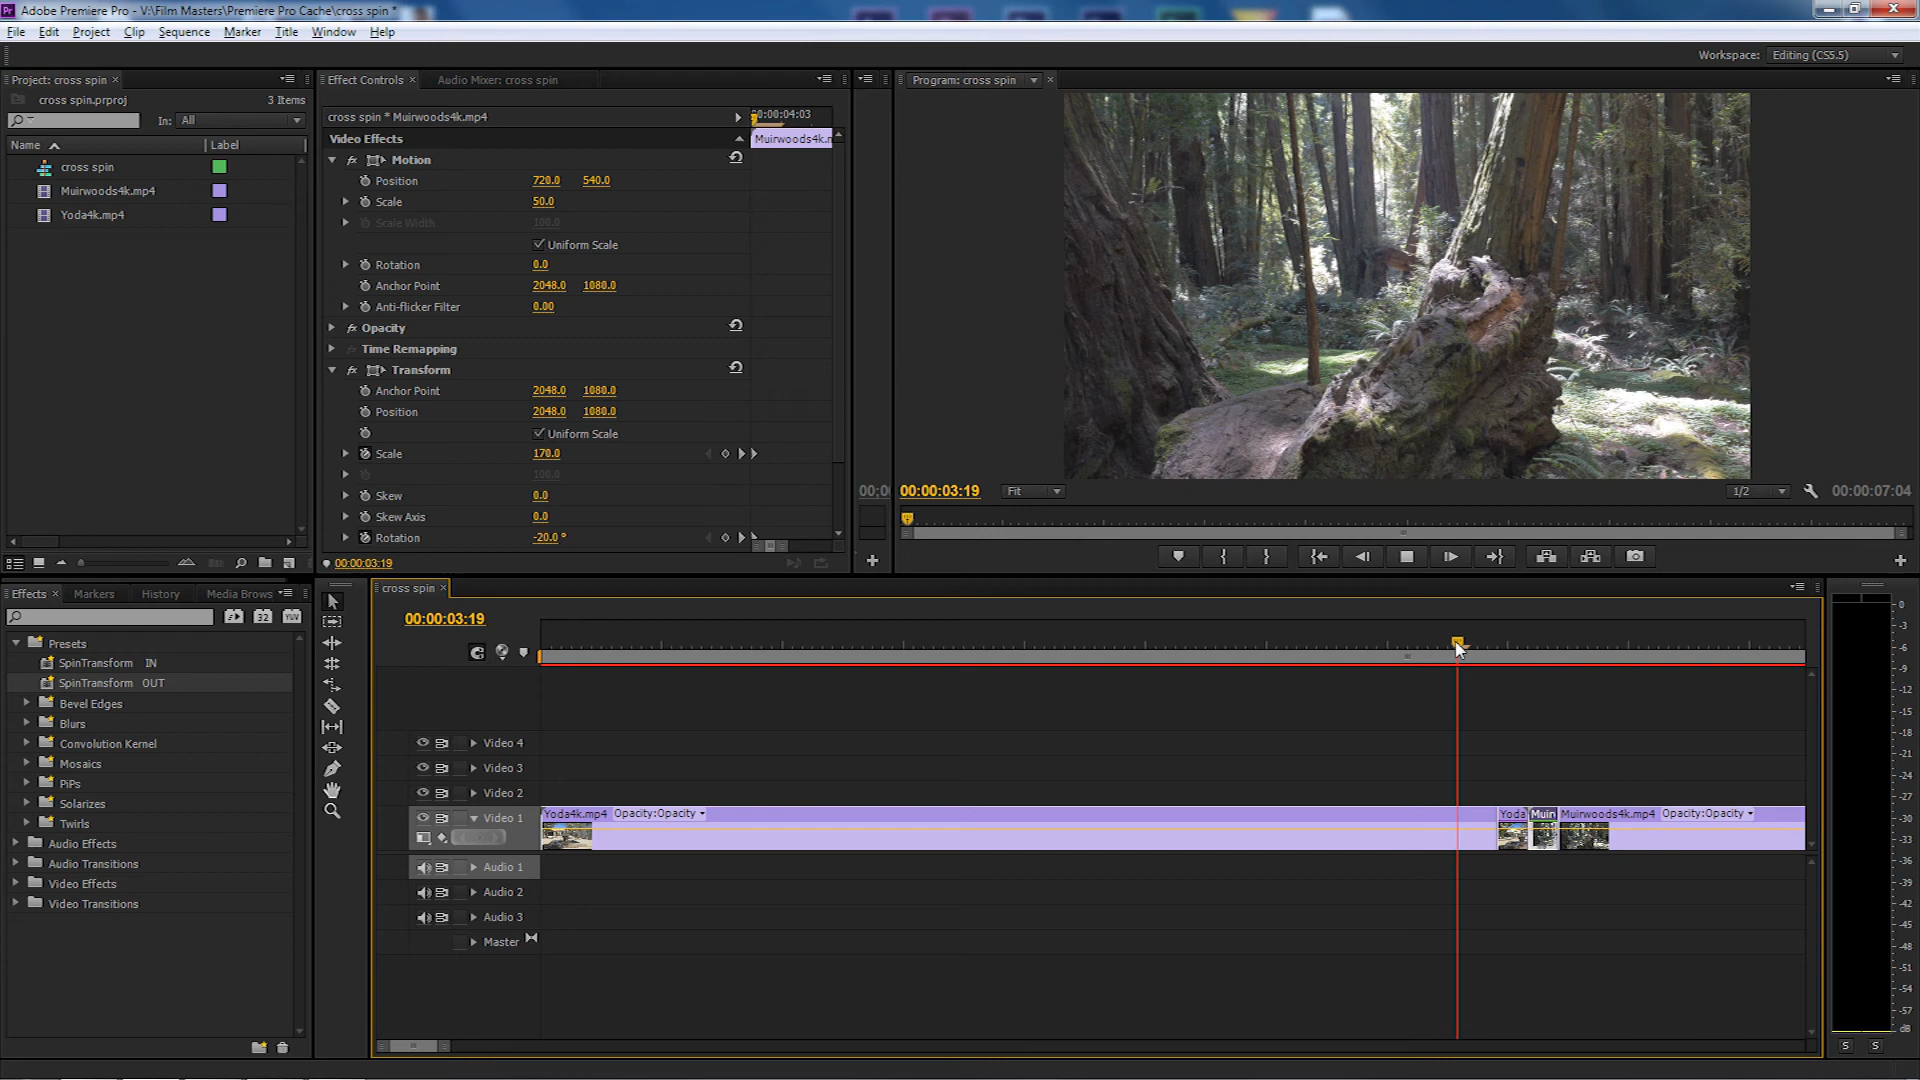 Adobe Premiere Pro - V:\Film Masters\Premiere Pro Cache\cross spin *
File Edit Project Clip Sequence Marker Title Window Help
Workspace: Editing (CS5.5)
Project: cross spin
cross spin.prproj
3 Items
In: All
Name Label
cross spin
Muirwoods4k.mp4
Yoda4k.mp4
Effect Controls Audio Mixer: cross spin
cross spin * Muirwoods4k.mp4
00:00:04:03
Video Effects
Muirwoods4k.m
Motion
Position 720.0 540.0
Scale 50.0
Scale Width 100.0
Uniform Scale
Rotation 0.0
Anchor Point 2048.0 1080.0
Anti-flicker Filter 0.00
Opacity
Time Remapping
Transform
Anchor Point 2048.0 1080.0
Position 2048.0 1080.0
Uniform Scale
Scale 170.0
100.0
Skew 0.0
Skew Axis 0.0
Rotation -20.0 °
00:00:03:19
00;0
Program: cross spin
00:00:03:19 Fit 1/2 00:00:07:04
Effects Markers History Media Brows
32 YUV
Presets
SpinTransform IN
SpinTransform OUT
Bevel Edges
Blurs
Convolution Kernel
Mosaics
PiPs
Solarizes
Twirls
Audio Effects
Audio Transitions
Video Effects
Video Transitions
cross spin
00:00:03:19
Video 4
Video 3
Video 2
Video 1
Yoda4k.mp4 Opacity:Opacity
Yoda
Muin
Muirwoods4k.mp4 Opacity:Opacity
Audio 1
Audio 2
Audio 3
Master
0
-3
-6
-9
-12
-15
-18
-21
-24
-27
-30
-33
-36
-39
-42
-45
-48
-51
-54
-57
dB
S S